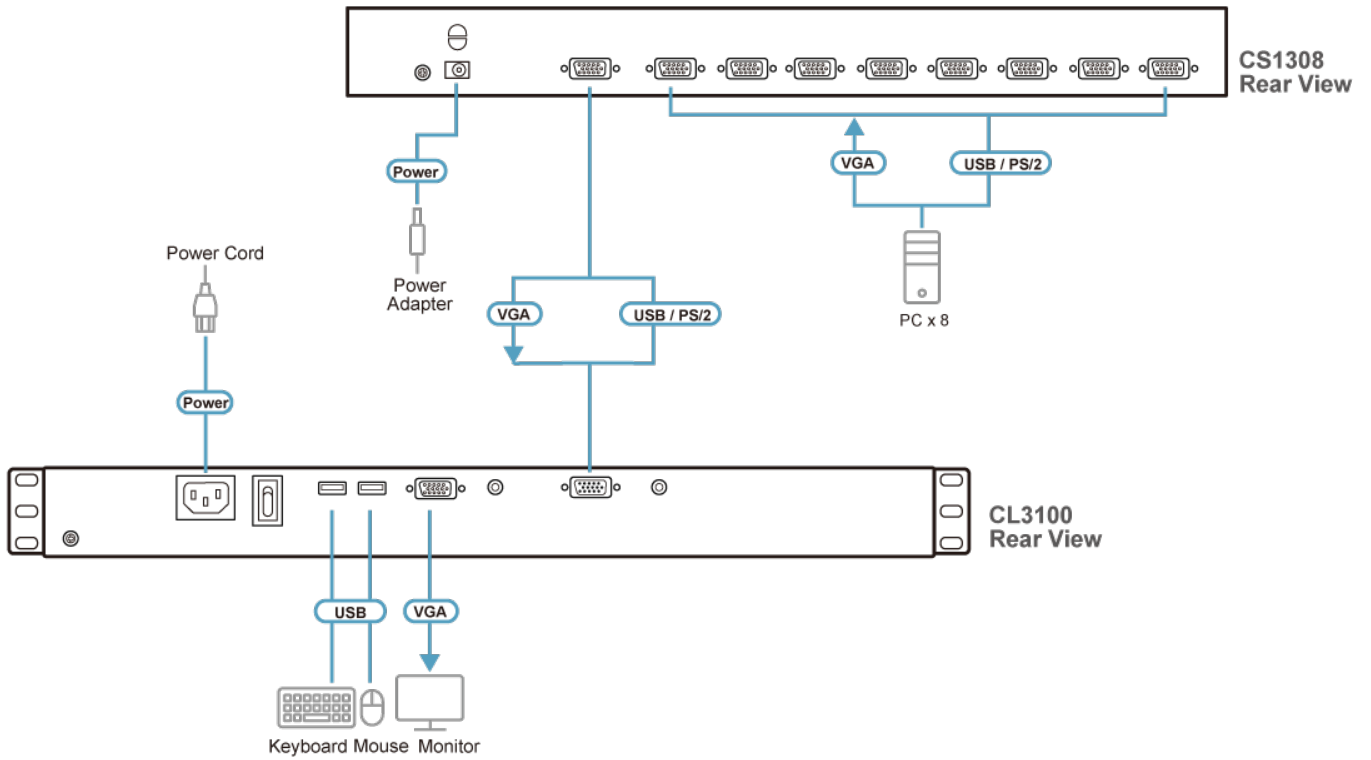 CS1308
Rear View
VGA
USB / PS/2
Power
Power Cord
Power
Adapter
PC x 8
VGA
USB / PS/2
Power
CL3100
Rear View
USB
VGA
Keyboard Mouse Monitor